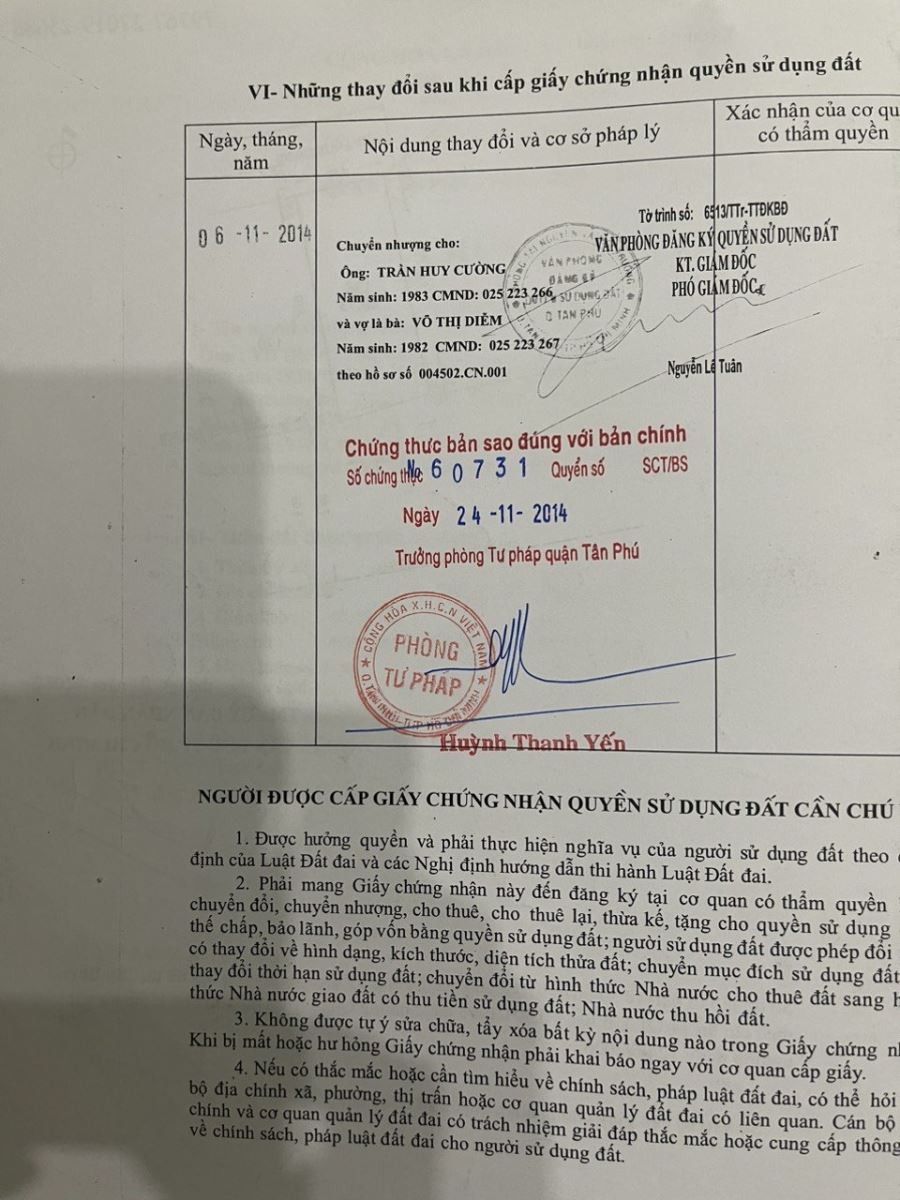 VI- Những thay đổi sau khi cấp giấy chứng nhận quyền sử dụng đất
Ngày, tháng, năm
Nội dung thay đổi và cơ sở pháp lý
Xác nhận của cơ qu
có thẩm quyền
06 -11- 2014
Chuyển nhượng cho:
Ông: TRẦN HUY CƯỜNG
Năm sinh: 1983 CMND: 025 223 266
và vợ là bà: VÕ THỊ DIỄM
Năm sinh: 1982 CMND: 025 223 267
theo hồ sơ số 004502.CN.001
Tờ trình số: 6513/TTr-TTĐKBĐ
VĂN PHÒNG ĐĂNG KÝ QUYỀN SỬ DỤNG ĐẤT
KT. GIÁM ĐỐC
PHÓ GIÁM ĐỐC
Nguyễn Lê Tuân
VĂN PHÒNG
ĐĂNG KÝ
SỬ DỤNG ĐẤT
Q TÂN PHÚ
Chứng thực bản sao đúng với bản chính
Số chứng thực № 60731 Quyển số SCT/BS
Ngày 24 -11- 2014
Trưởng phòng Tư pháp quận Tân Phú
CỘNG HÒA X.H.C.N VIỆT NAM
PHÒNG
TƯ PHÁP
Huỳnh Thanh Yến
NGƯỜI ĐƯỢC CẤP GIẤY CHỨNG NHẬN QUYỀN SỬ DỤNG ĐẤT CẦN CHÚ
1. Được hưởng quyền và phải thực hiện nghĩa vụ của người sử dụng đất theo
định của Luật Đất đai và các Nghị định hướng dẫn thi hành Luật Đất đai.
2. Phải mang Giấy chứng nhận này đến đăng ký tại cơ quan có thẩm quyền
chuyển đổi, chuyển nhượng, cho thuê, cho thuê lại, thừa kế, tặng cho quyền sử dụng
thế chấp, bảo lãnh, góp vốn bằng quyền sử dụng đất; người sử dụng đất được phép đổi
có thay đổi về hình dạng, kích thước, diện tích thửa đất; chuyển mục đích sử dụng đất
thay đổi thời hạn sử dụng đất; chuyển đổi từ hình thức Nhà nước cho thuê đất sang h
thức Nhà nước giao đất có thu tiền sử dụng đất; Nhà nước thu hồi đất.
3. Không được tự ý sửa chữa, tẩy xóa bất kỳ nội dung nào trong Giấy chứng nh
Khi bị mất hoặc hư hỏng Giấy chứng nhận phải khai báo ngay với cơ quan cấp giấy.
4. Nếu có thắc mắc hoặc cần tìm hiểu về chính sách, pháp luật đất đai, có thể hỏi
bộ địa chính xã, phường, thị trấn hoặc cơ quan quản lý đất đai có liên quan. Cán bộ
chính và cơ quan quản lý đất đai có trách nhiệm giải đáp thắc mắc hoặc cung cấp thông
về chính sách, pháp luật đất đai cho người sử dụng đất.